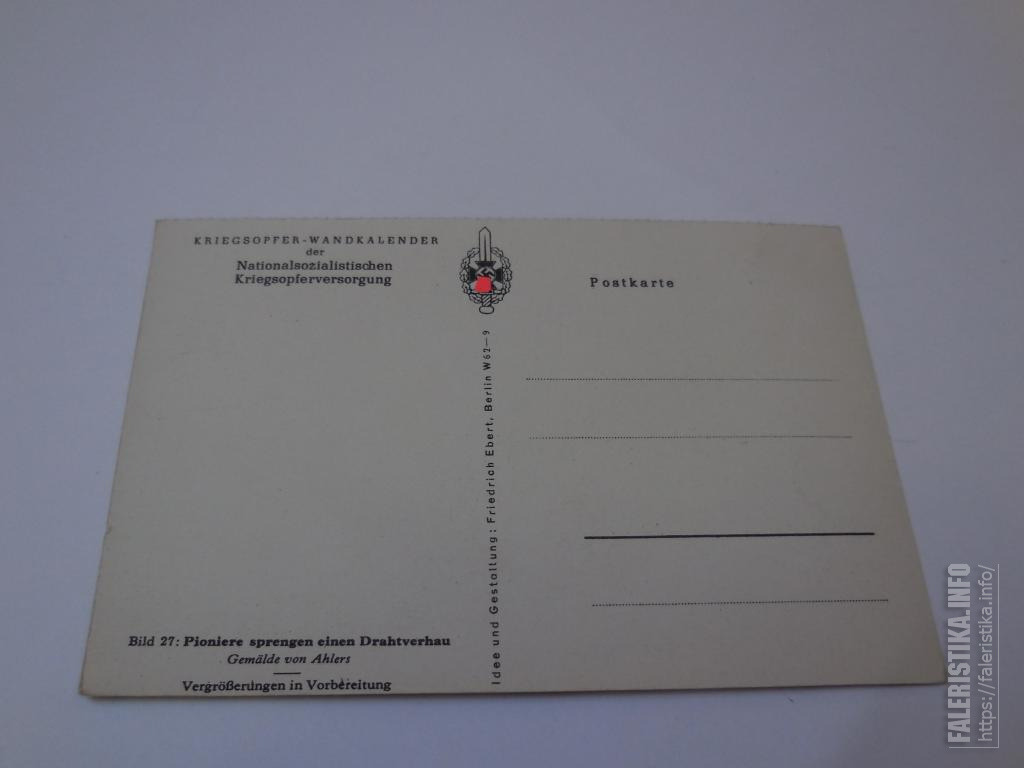 KRIEGSOPFER-WANDKALENDER
der
Nationalsozialistischen
Kriegsopferversorgung
Postkarte
Idee und Gestaltung: Friedrich Ebert, Berlin W62—9
Bild 27: Pioniere sprengen einen Drahtverhau
Gemälde von Ahlers
Vergrößerungen in Vorbereitung
FALERISTIKA.INFO
https://faleristika.info/